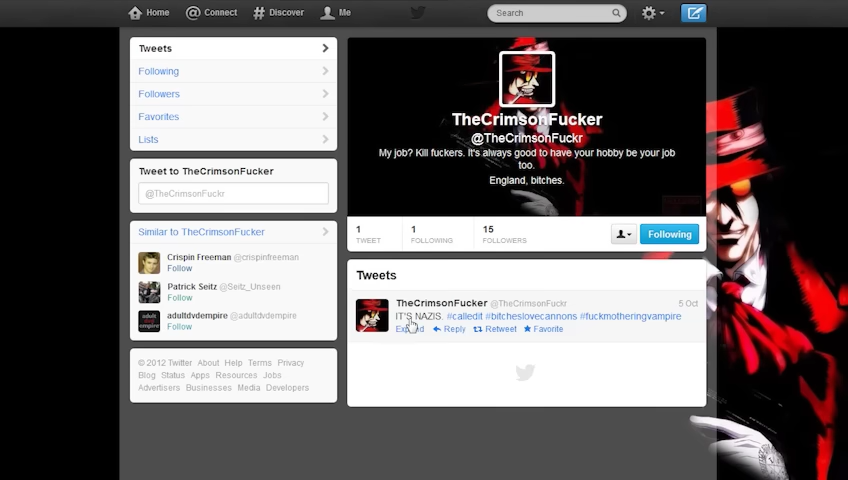 Home
Connect
Discover
Me
Search
Tweets
Following
Followers
Favorites
Lists
Tweet to TheCrimsonFucker
@TheCrimsonFuckr
Similar to TheCrimsonFucker
Crispin Freeman @crispinfreeman
Follow
Patrick Seitz @Seitz_Unseen
Follow
adultdvdempire @adultdvdempire
Follow
© 2012 Twitter About Help Terms Privacy
Blog Status Apps Resources Jobs
Advertisers Businesses Media Developers
TheCrimsonFucker
@TheCrimsonFuckr
My job? Kill fuckers. It's always good to have your hobby be your job
too.
England, bitches.
1 TWEET
1 FOLLOWING
15 FOLLOWERS
Following
Tweets
TheCrimsonFucker @TheCrimsonFuckr 5 Oct
IT'S NAZIS. #calledit #bitcheslovecannons #fuckmotheringvampire
Expand Reply Retweet Favorite